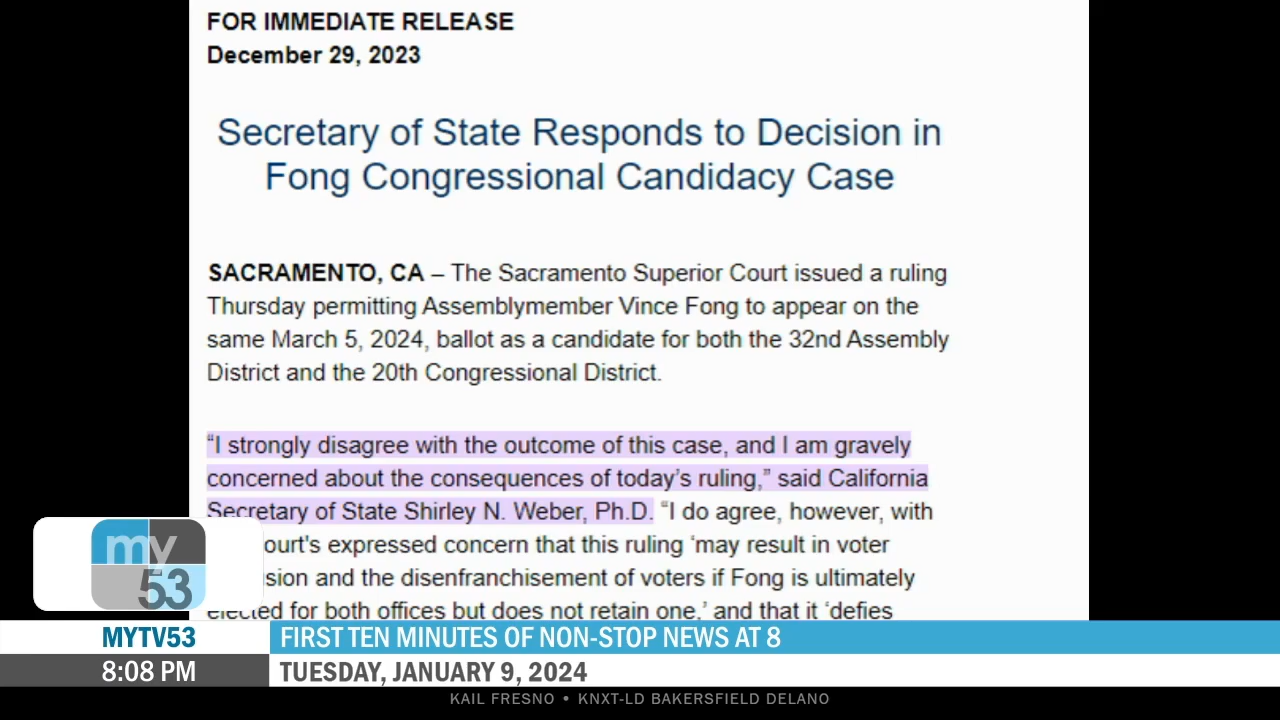 FOR IMMEDIATE RELEASE
December 29, 2023
Secretary of State Responds to Decision in
Fong Congressional Candidacy Case
SACRAMENTO, CA – The Sacramento Superior Court issued a ruling
Thursday permitting Assemblymember Vince Fong to appear on the
same March 5, 2024, ballot as a candidate for both the 32nd Assembly
District and the 20th Congressional District.
“I strongly disagree with the outcome of this case, and I am gravely
concerned about the consequences of today’s ruling,” said California
Secretary of State Shirley N. Weber, Ph.D. “I do agree, however, with
ourt's expressed concern that this ruling ‘may result in voter
sion and the disenfranchisement of voters if Fong is ultimately
elected for both offices but does not retain one,’ and that it ‘defies
my
53
MYTV53
FIRST TEN MINUTES OF NON-STOP NEWS AT 8
8:08 PM
TUESDAY, JANUARY 9, 2024
KAIL FRESNO • KNXT-LD BAKERSFIELD DELANO